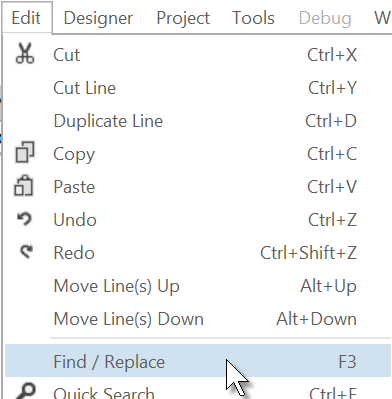 Edit Designer Project Tools Debug W
Cut Ctrl+X
Cut Line Ctrl+Y
Duplicate Line Ctrl+D
Copy Ctrl+C
Paste Ctrl+V
Undo Ctrl+Z
Redo Ctrl+Shift+Z
Move Line(s) Up Alt+Up
Move Line(s) Down Alt+Down
Find / Replace F3
Quick Search Ctrl+F